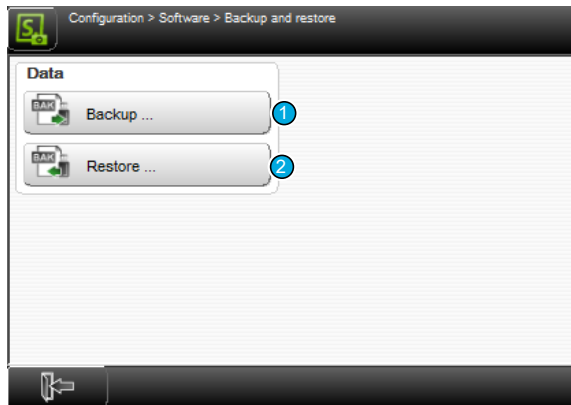 Configuration > Software > Backup and restore
Data
BAK
Backup ...
1
BAK
Restore ...
2